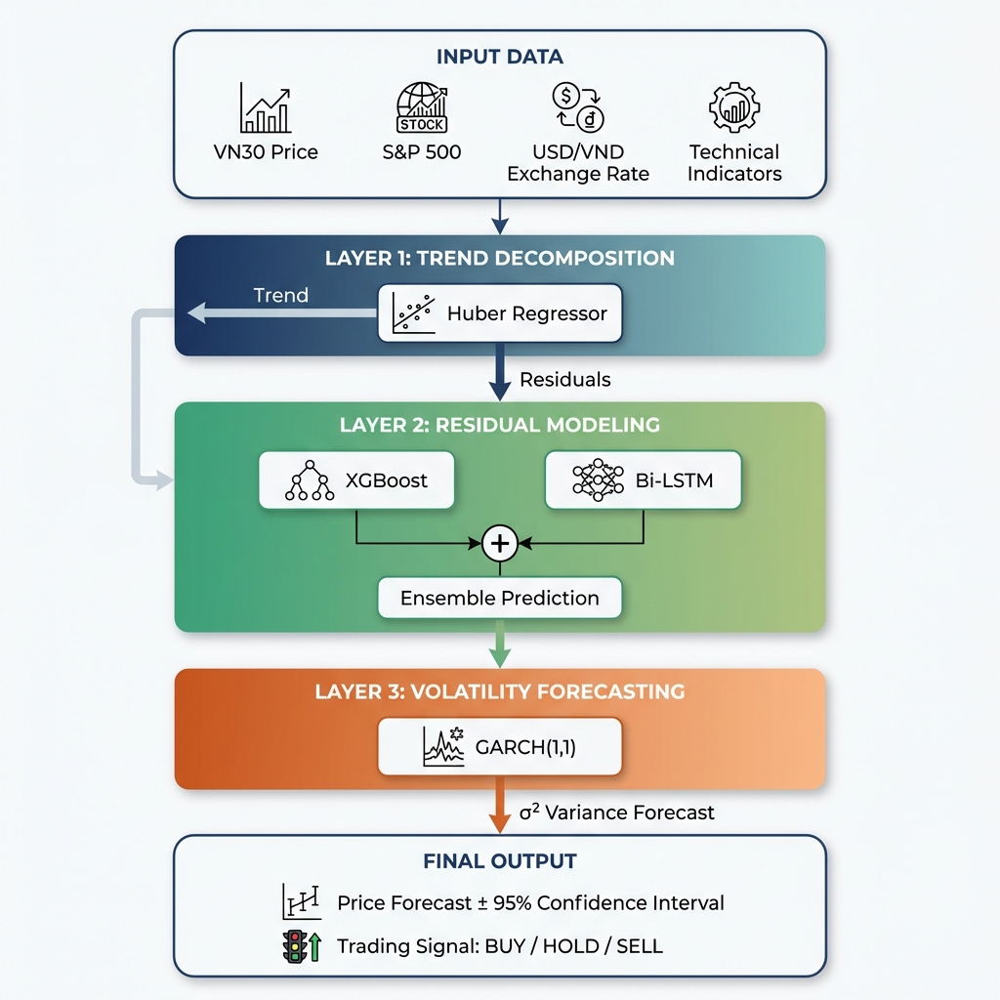 INPUT DATA
STOCK
$
đ
VN30 Price
S&P 500
USD/VND
Exchange Rate
Technical
Indicators
LAYER 1: TREND DECOMPOSITION
Trend
Huber Regressor
Residuals
LAYER 2: RESIDUAL MODELING
XGBoost
Bi-LSTM
+
Ensemble Prediction
LAYER 3: VOLATILITY FORECASTING
GARCH(1,1)
σ² Variance Forecast
FINAL OUTPUT
Price Forecast ± 95% Confidence Interval
Trading Signal: BUY / HOLD / SELL